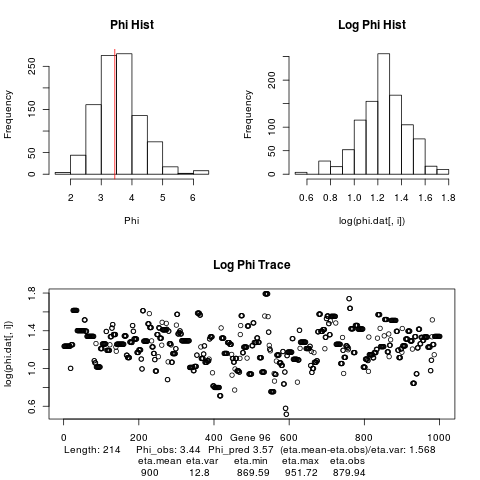 Phi Hist
Log Phi Hist
Frequency
0 50 150 250
2 3 4 5 6
Phi
Frequency
0 50 100 200
0.6 0.8 1.0 1.2 1.4 1.6 1.8
log(phi.dat[, i])
Log Phi Trace
log(phi.dat[, i])
0.6 1.0 1.4 1.8
0 200 400 600 800 1000
Gene 96
Length: 214 Phi_obs: 3.44 Phi_pred 3.57 (eta.mean-eta.obs)/eta.var: 1.568
eta.mean eta.var eta.min eta.max eta.obs
900 12.8 869.59 951.72 879.94